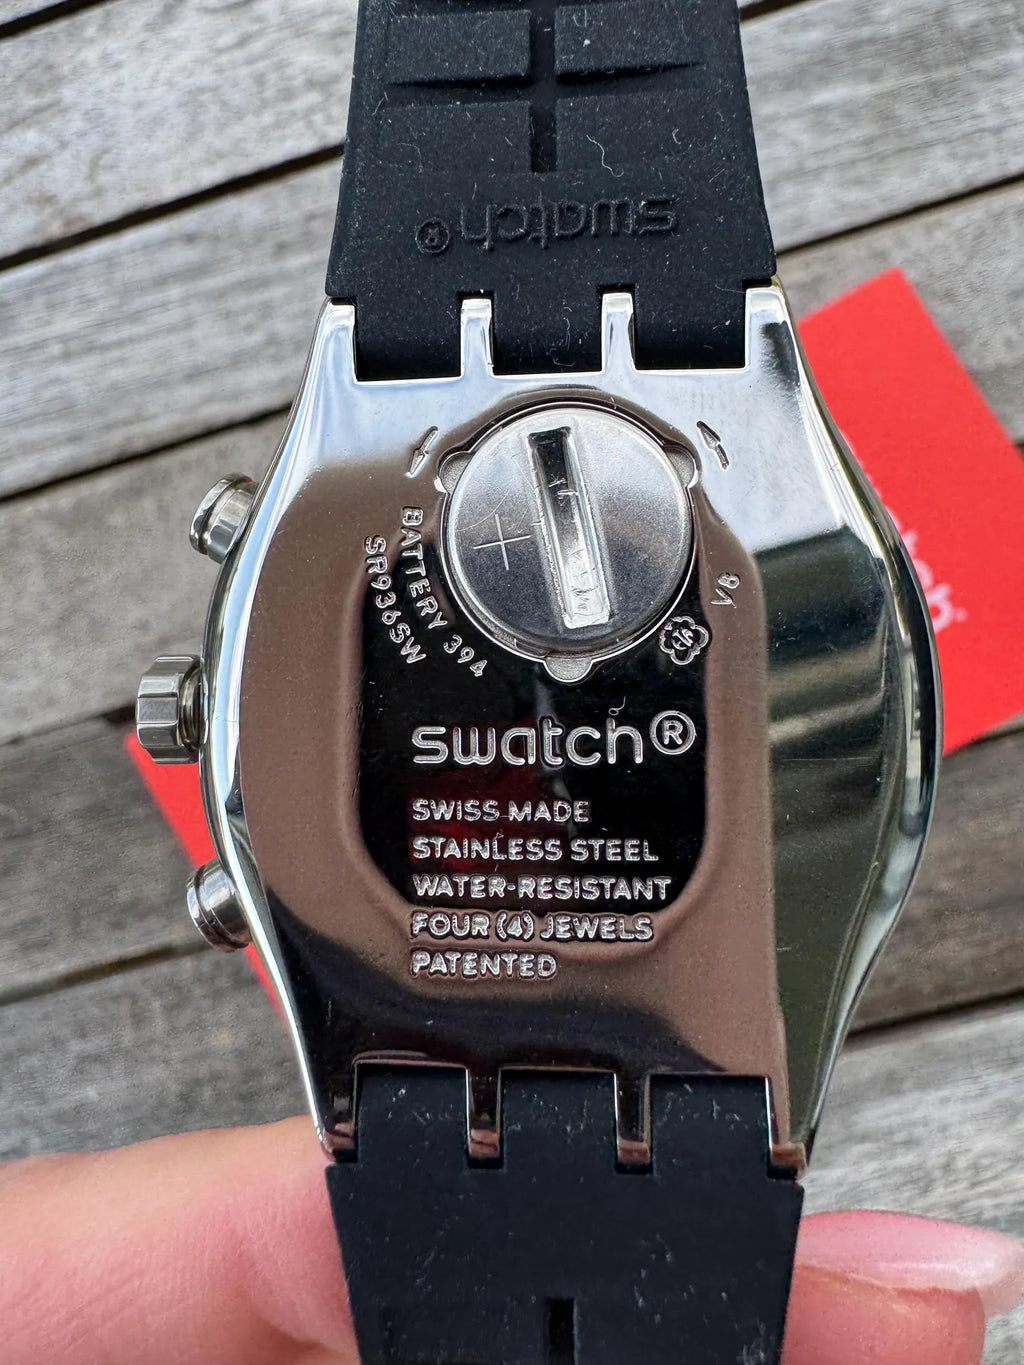 swatch®
BATTERY 394
SR936SW
V8
swatch®
SWISS MADE
STAINLESS STEEL
WATER-RESISTANT
FOUR (4) JEWELS
PATENTED